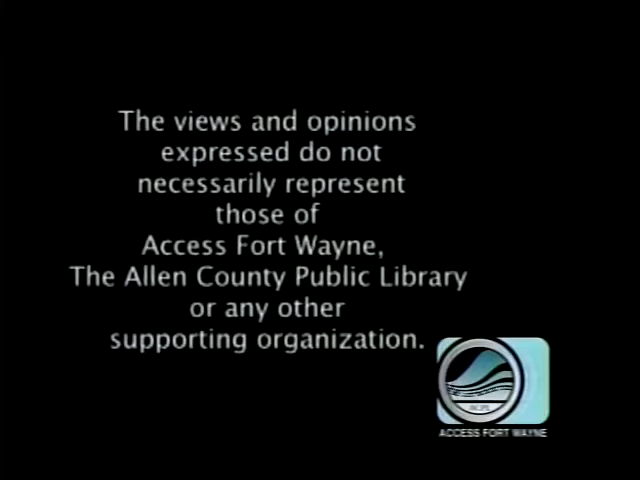 The views and opinions
expressed do not
necessarily represent
those of
Access Fort Wayne,
The Allen County Public Library
or any other
supporting organization.
ACPL
ACCESS FORT WAYNE